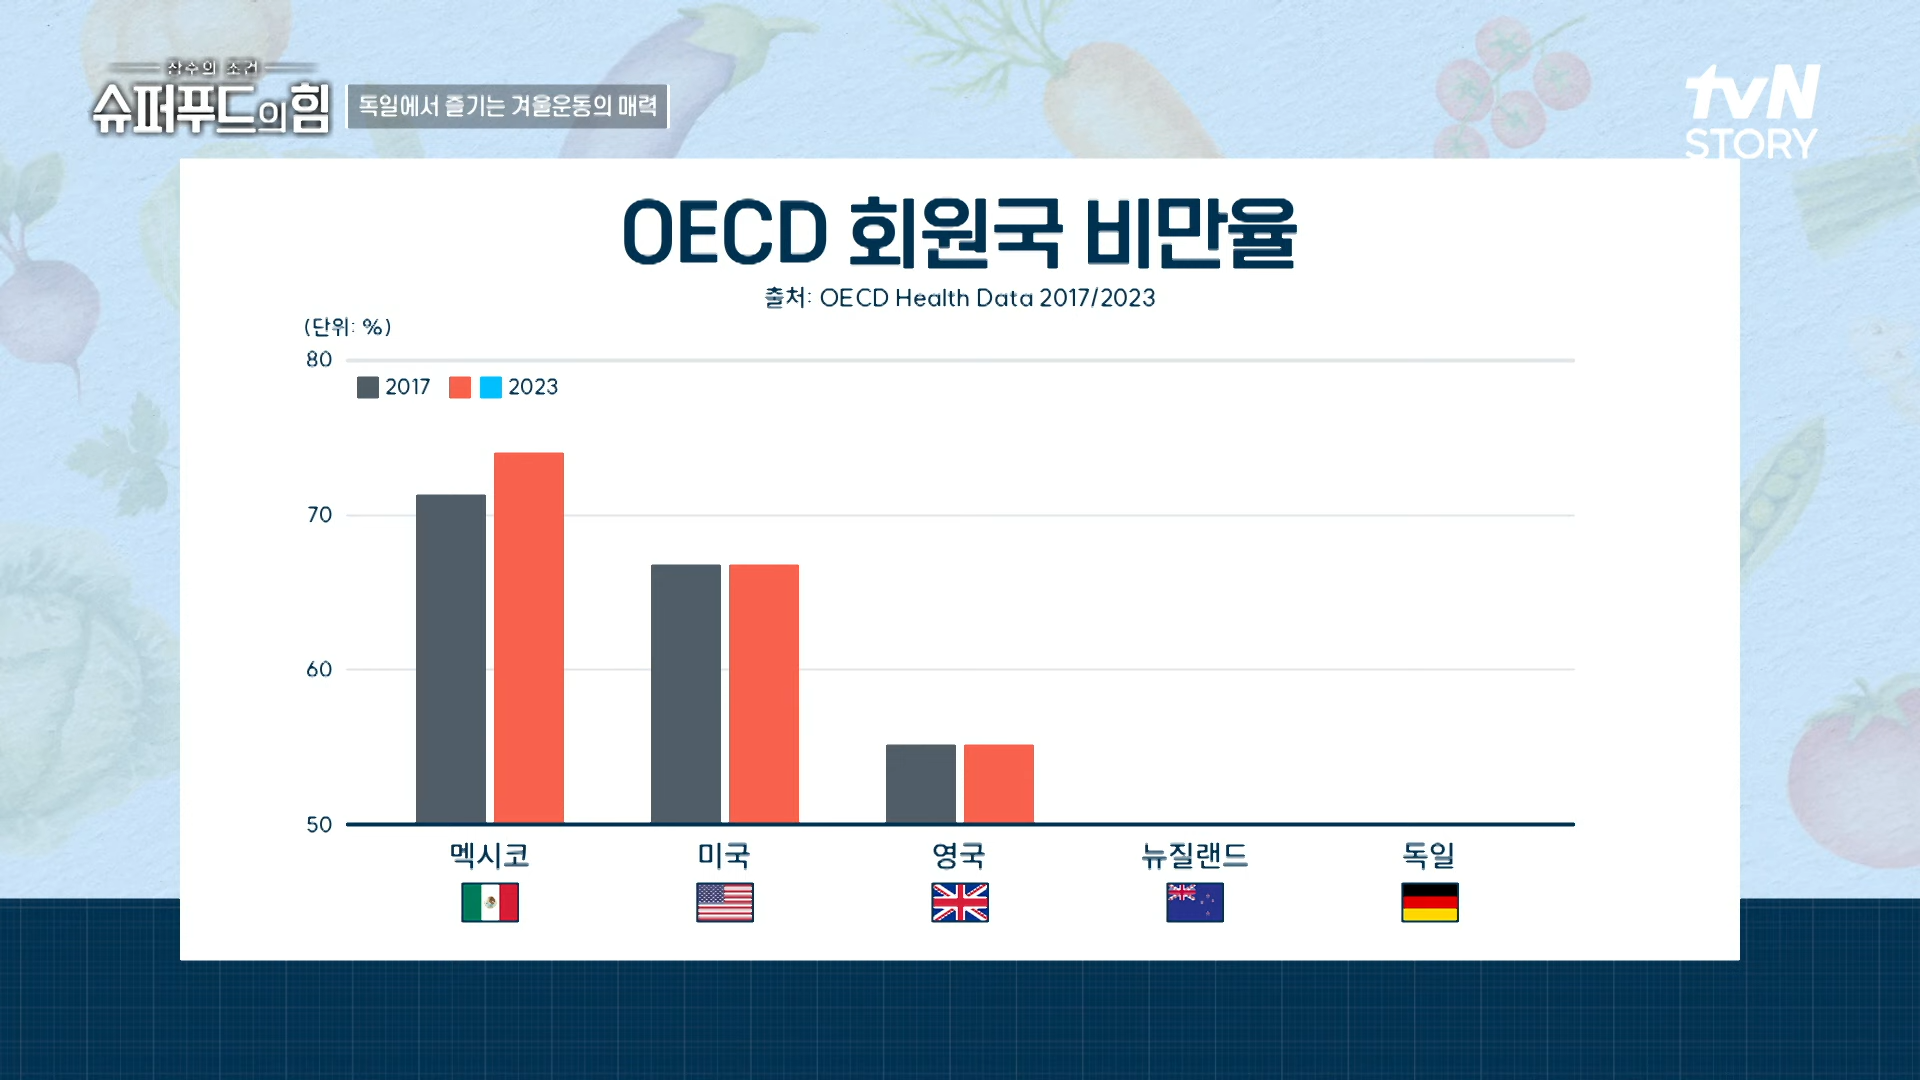 장수의 조건
슈퍼푸드의 힘
독일에서 즐기는 겨울운동의 매력
tvN
STORY
OECD 회원국 비만율
출처: OECD Health Data 2017/2023
(단위: %)
80
2017 2023
70
60
50
멕시코 미국 영국 뉴질랜드 독일